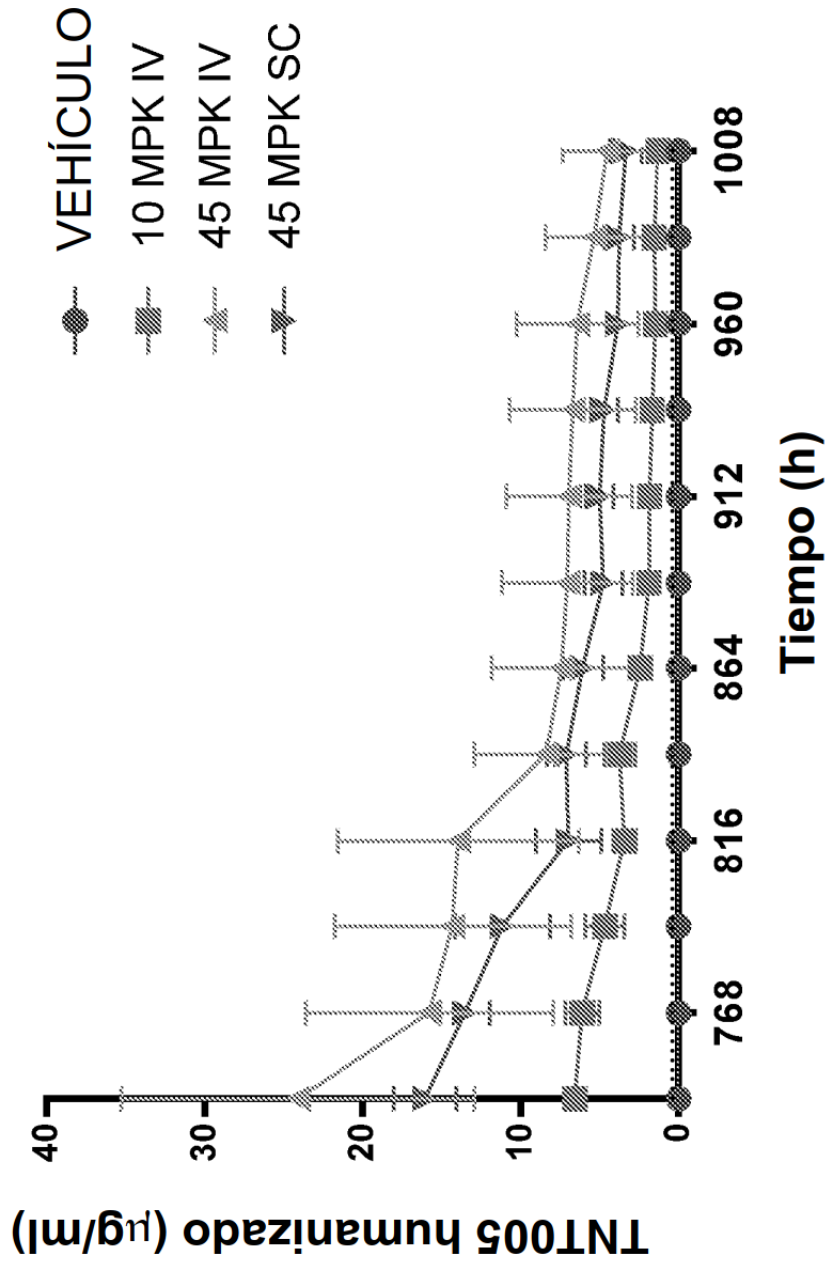 VEHÍCULO
10 MPK IV
45 MPK IV
45 MPK SC
TNT005 humanizado (µg/ml)
40
30
20
10
0
768
816
864
912
960
1008
Tiempo (h)